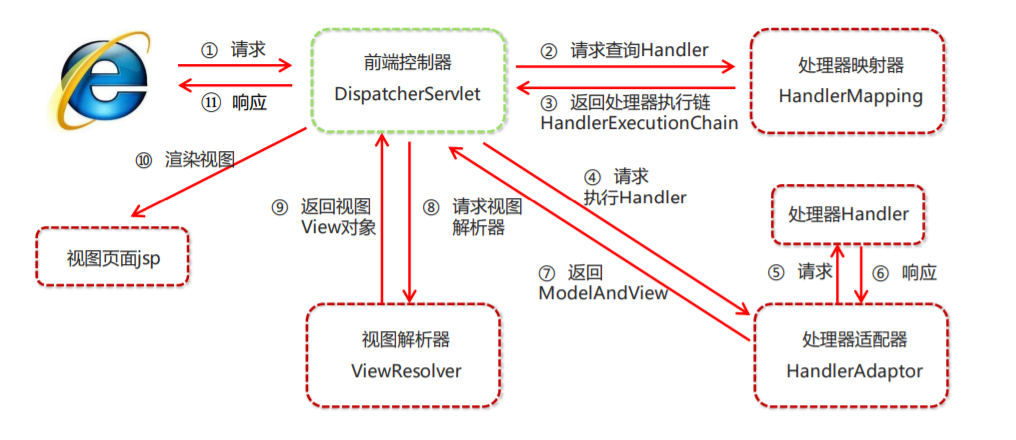 ① 请求
⑪ 响应
前端控制器
DispatcherServlet
② 请求查询Handler
③ 返回处理器执行链
HandlerExecutionChain
处理器映射器
HandlerMapping
⑩ 渲染视图
④ 请求
执行Handler
⑨ 返回视图
View对象
⑧ 请求视图
解析器
处理器Handler
视图页面jsp
⑦ 返回
ModelAndView
⑤ 请求
⑥ 响应
视图解析器
ViewResolver
处理器适配器
HandlerAdaptor